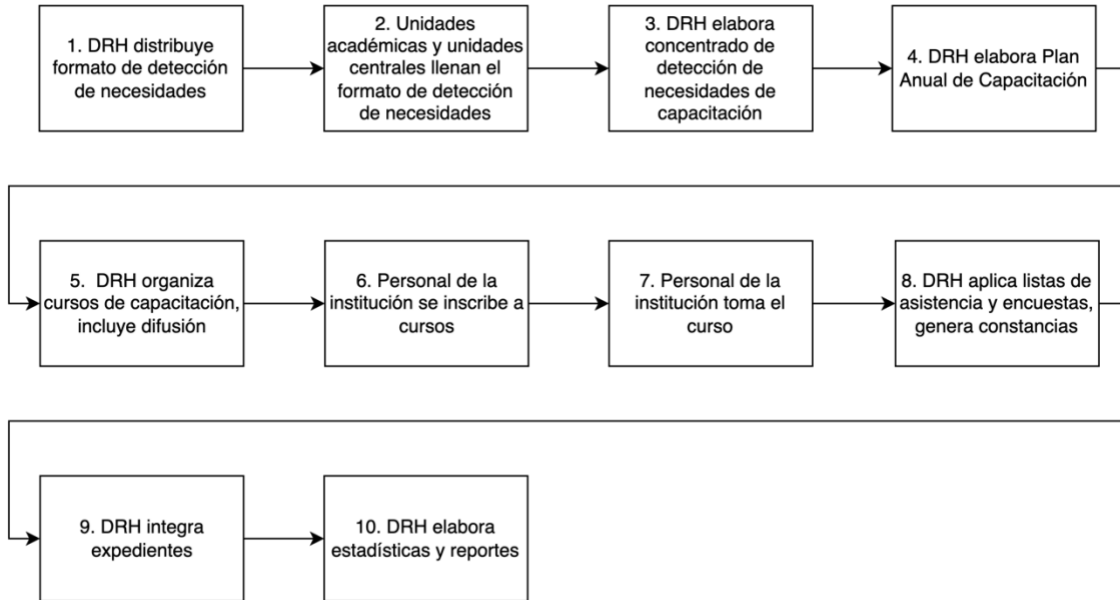 1. DRH distribuye
formato de detección
de necesidades
2. Unidades
académicas y unidades
centrales llenan el
formato de detección
de necesidades
3. DRH elabora
concentrado de
detección de
necesidades de
capacitación
4. DRH elabora Plan
Anual de Capacitación
5. DRH organiza
cursos de capacitación,
incluye difusión
6. Personal de la
institución se inscribe a
cursos
7. Personal de la
institución toma el
curso
8. DRH aplica listas de
asistencia y encuestas,
genera constancias
9. DRH integra
expedientes
10. DRH elabora
estadísticas y reportes